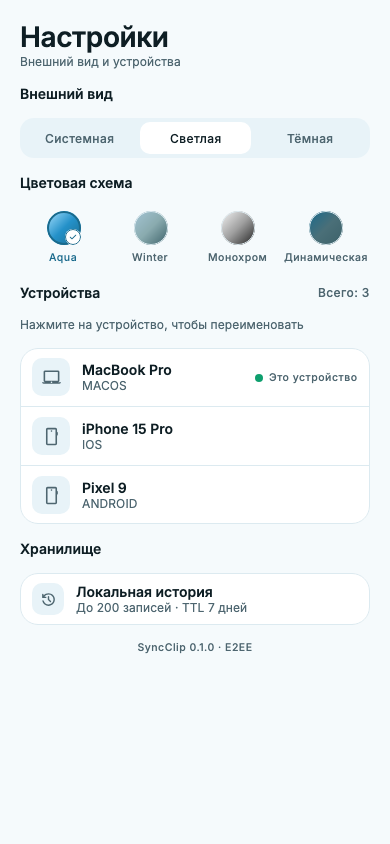 Настройки
Внешний вид и устройства
Внешний вид
Системная Светлая Тёмная
Цветовая схема
Aqua Winter Монохром Динамическая
Устройства Всего: 3
Нажмите на устройство, чтобы переименовать
MacBook Pro
MACOS
Это устройство
iPhone 15 Pro
IOS
Pixel 9
ANDROID
Хранилище
Локальная история
До 200 записей · TTL 7 дней
SyncClip 0.1.0 · E2EE